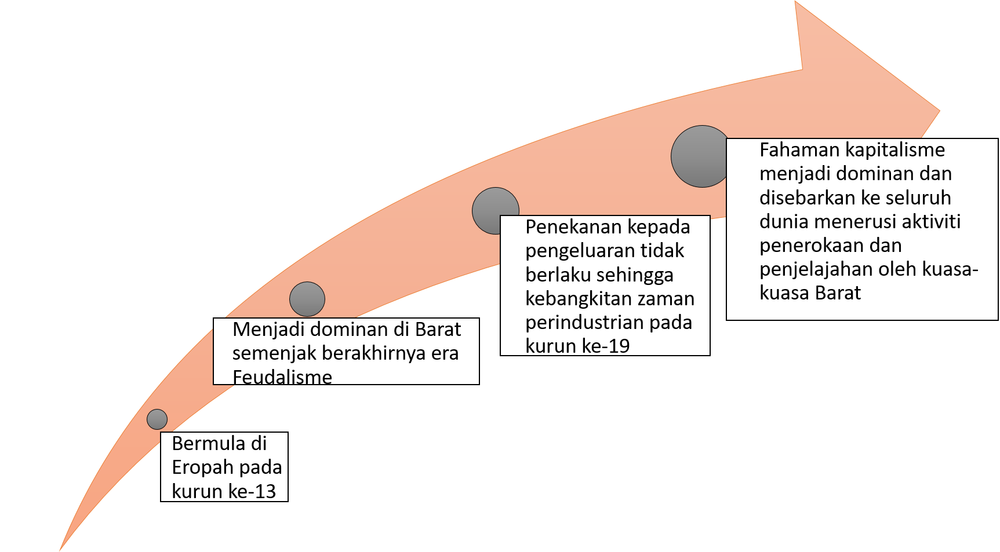 Bermula di
Eropah pada
kurun ke-13
Menjadi dominan di Barat
semenjak berakhirnya era
Feudalisme
Penekanan kepada
pengeluaran tidak
berlaku sehingga
kebangkitan zaman
perindustrian pada
kurun ke-19
Fahaman kapitalisme
menjadi dominan dan
disebarkan ke seluruh
dunia menerusi aktiviti
penerokaan dan
penjelajahan oleh kuasa-
kuasa Barat